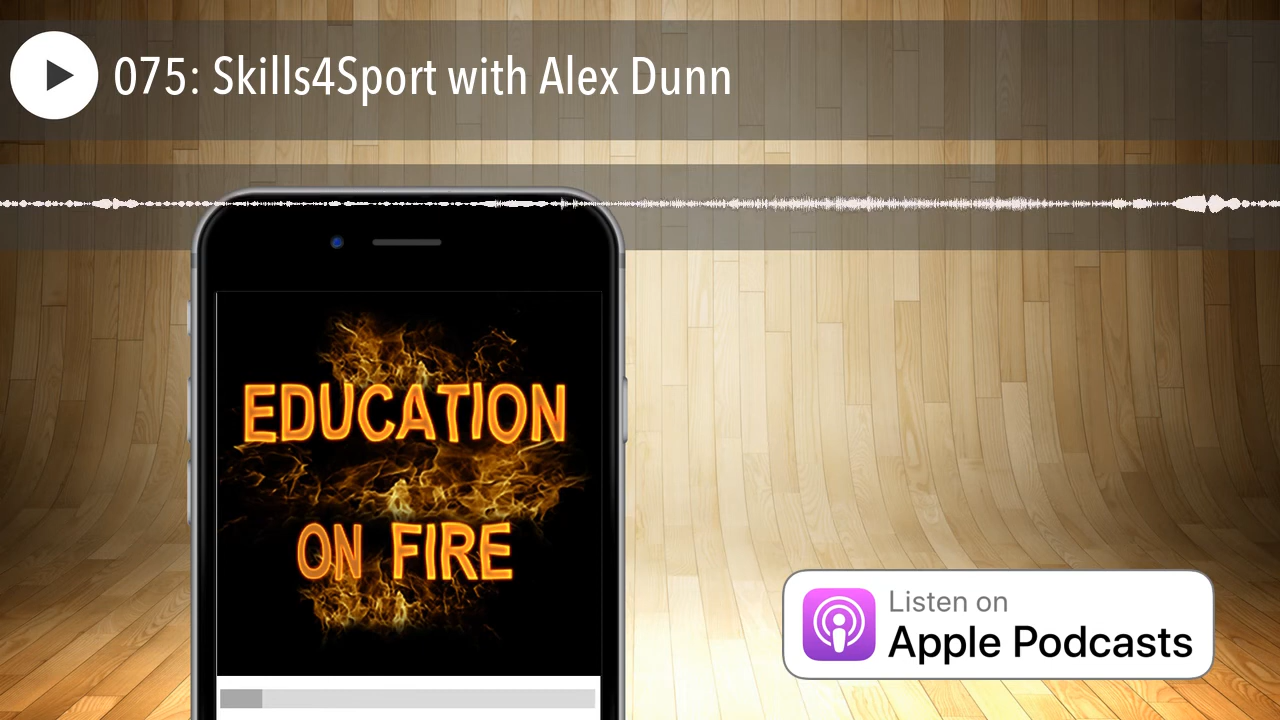 075: Skills4Sport with Alex Dunn
EDUCATION
ON FIRE
Listen on
Apple Podcasts